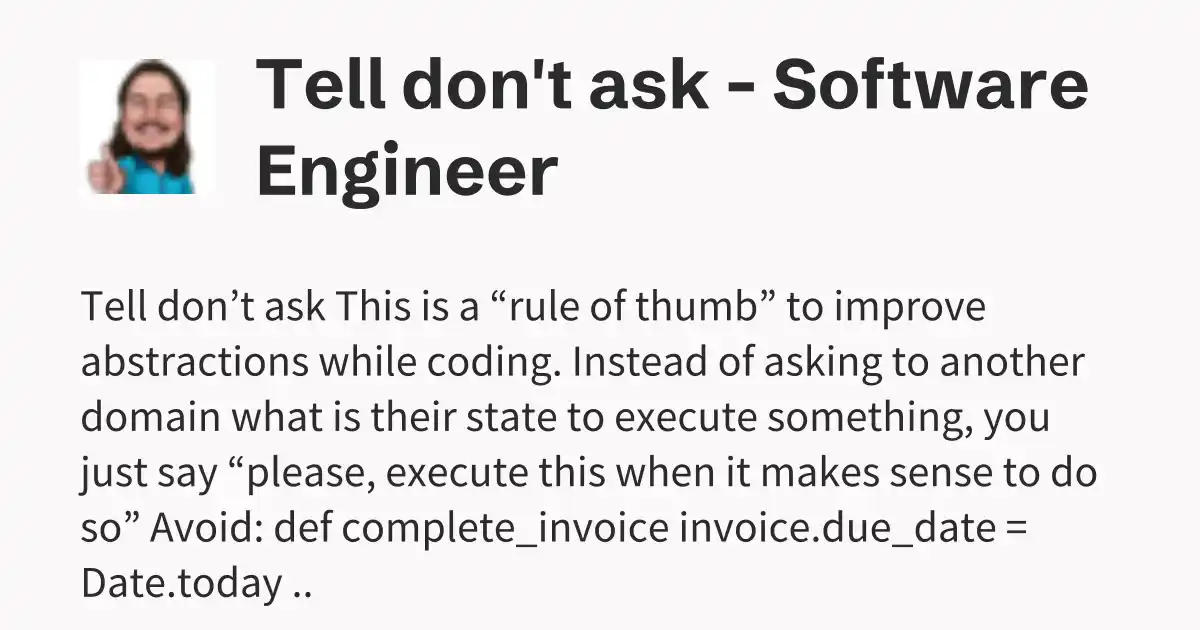 Tell don't ask - Software
Engineer
Tell don’t ask This is a “rule of thumb” to improve
abstractions while coding. Instead of asking to another
domain what is their state to execute something, you
just say “please, execute this when it makes sense to do
so” Avoid: def complete_invoice invoice.due_date =
Date.today ..